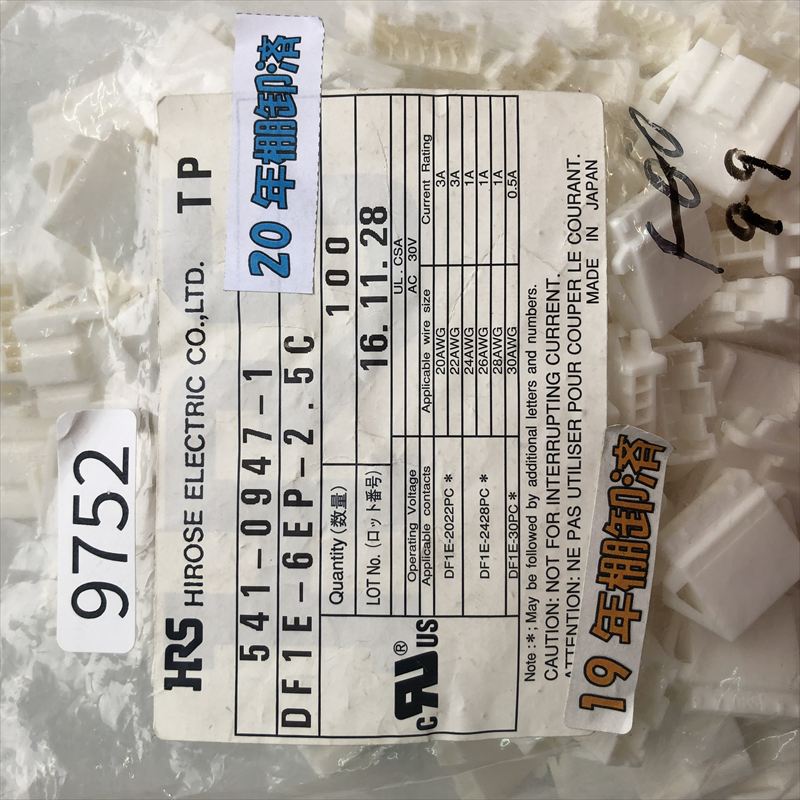 HRS HIROSE ELECTRIC CO.,LTD. TP
541-0947-1
DF1E-6EP-2.5C
Quantity (数量) 100
LOT No. (ロット番号) 16.11.28
UL . CSA
Operating Voltage AC 30V
Applicable contacts Applicable wire size Current Rating
DF1E-2022PC * 20AWG 3A
22AWG 3A
DF1E-2428PC * 24AWG 1A
26AWG 1A
28AWG 1A
DF1E-30PC * 30AWG 0.5A
c RU ® US
Note : * ; May be followed by additional letters and numbers.
CAUTION: NOT FOR INTERRUPTING CURRENT.
ATTENTION: NE PAS UTILISER POUR COUPER LE COURANT.
MADE IN JAPAN
20年棚卸済
19年棚卸済
9752
99